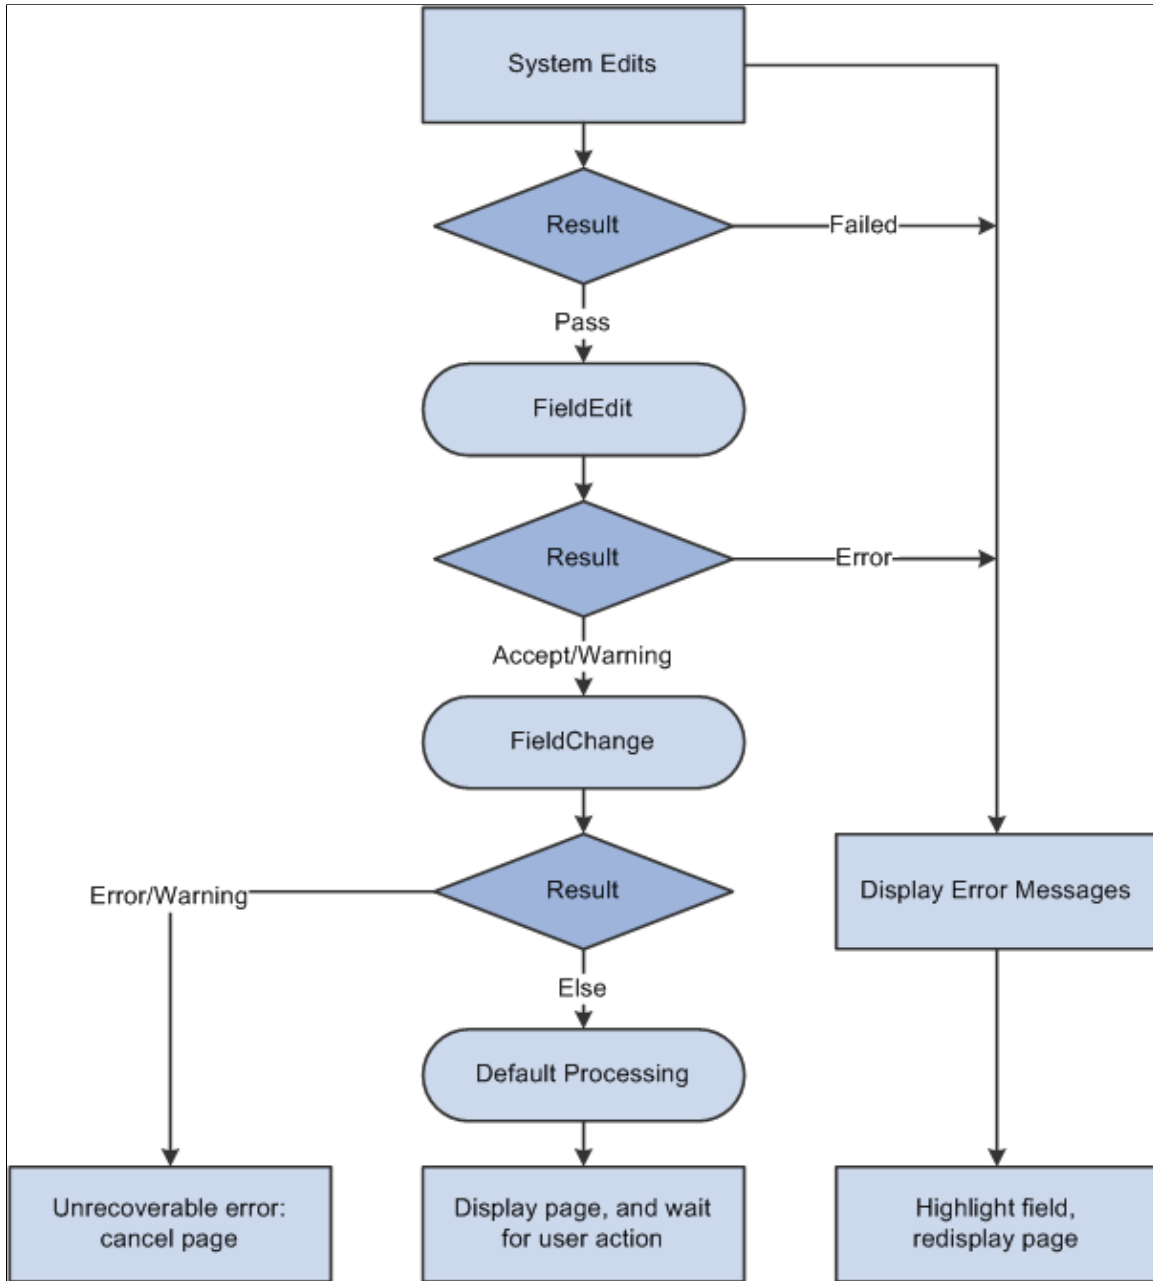 System Edits
Result
Failed
Pass
FieldEdit
Result
Error
Accept/Warning
FieldChange
Error/Warning
Result
Display Error Messages
Else
Default Processing
Unrecoverable error:
cancel page
Display page, and wait
for user action
Highlight field,
redisplay page